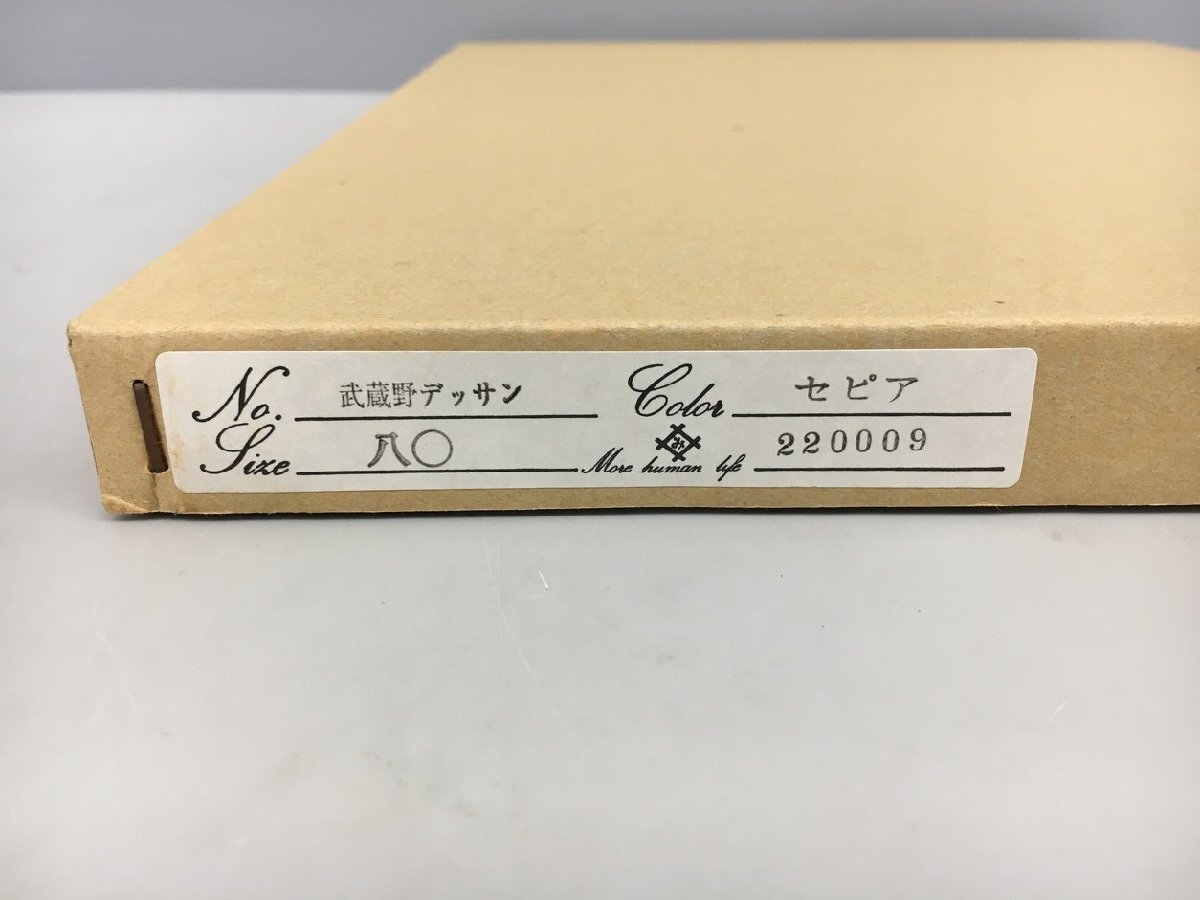 No. 武蔵野デッサン Color セピア
Size 八〇 み More human life 220009